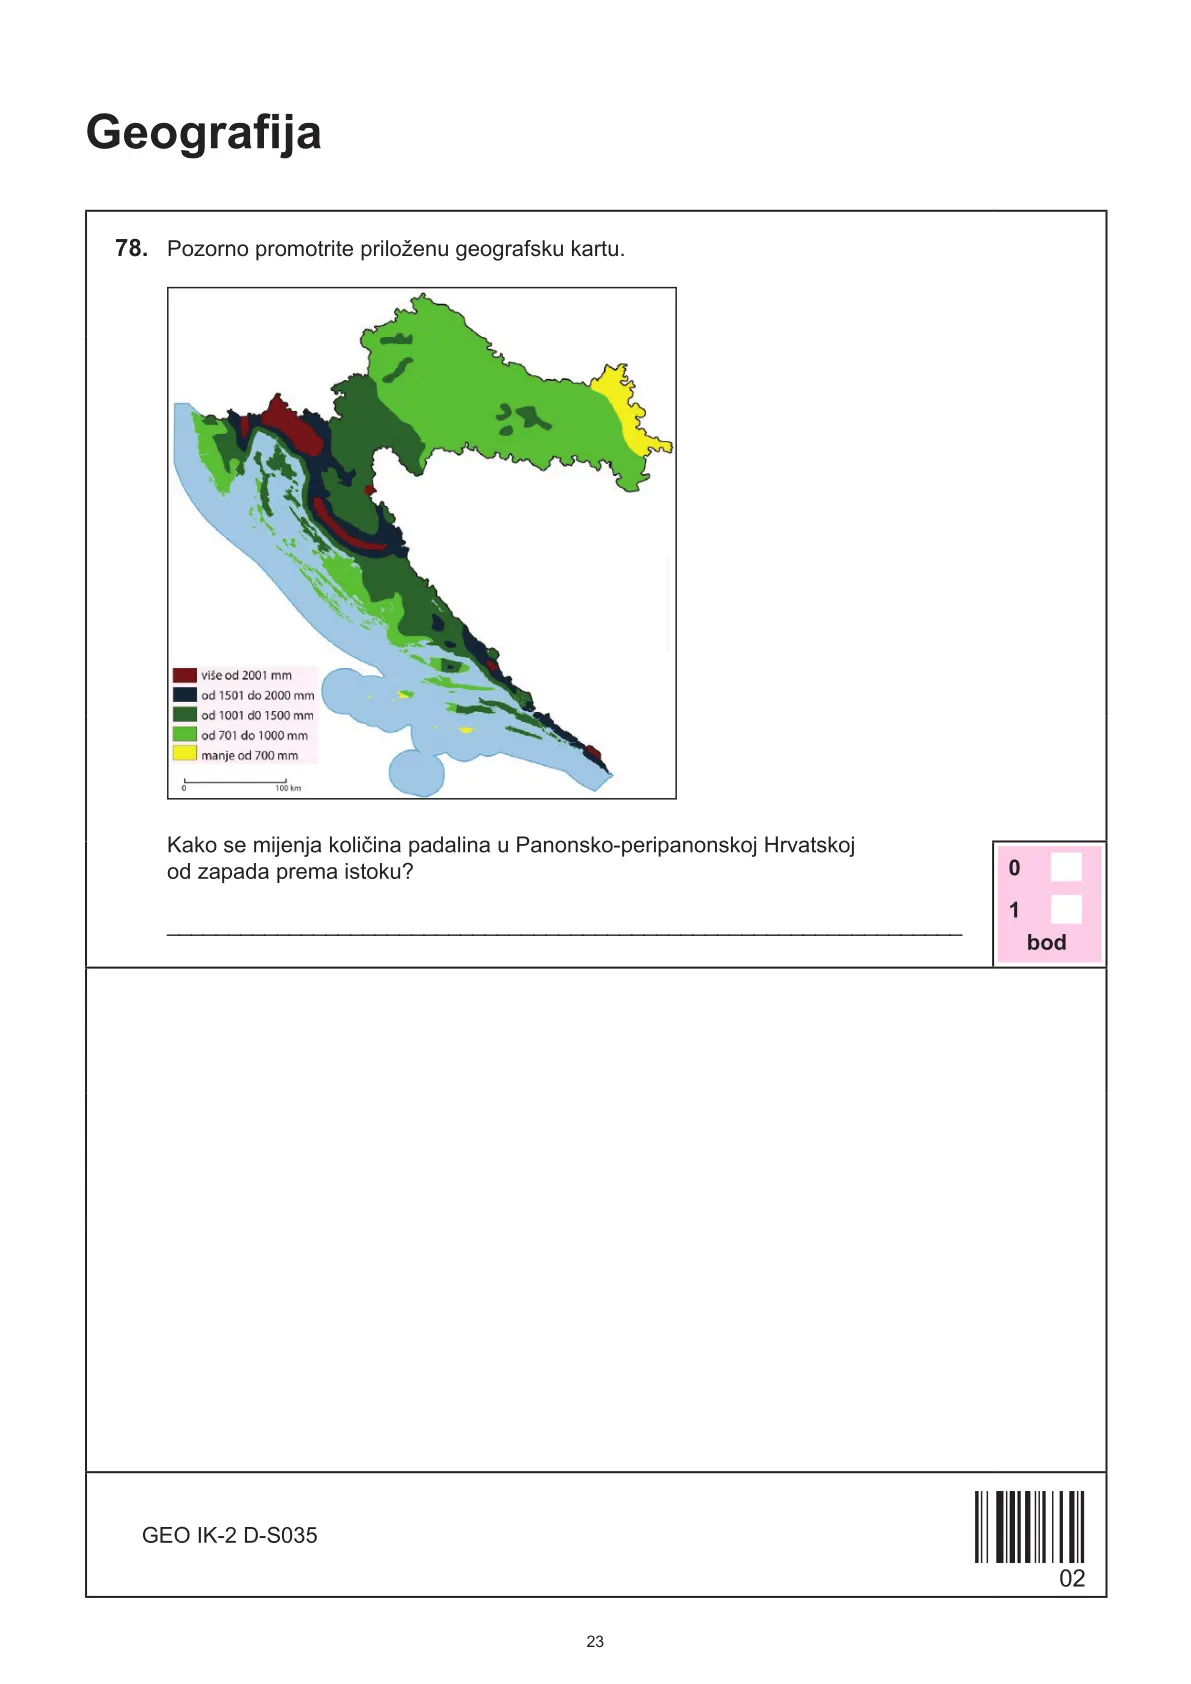 Geografija
78. Pozorno promotrite priloženu geografsku kartu.
više od 2001 mm
od 1501 do 2000 mm
od 1001 d0 1500 mm
od 701 do 1000 mm
manje od 700 mm
0 100 km
Kako se mijenja količina padalina u Panonsko-peripanonskoj Hrvatskoj
od zapada prema istoku?
0
1
bod
GEO IK-2 D-S035
02
23